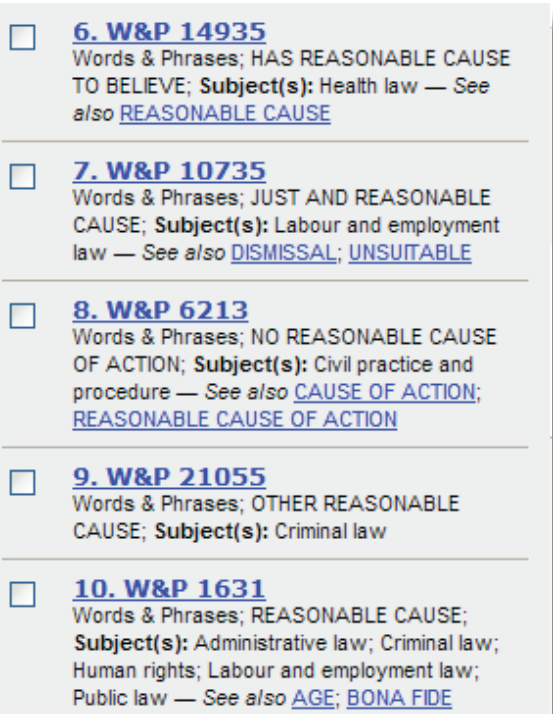 6. W&P 14935
Words & Phrases; HAS REASONABLE CAUSE
TO BELIEVE; Subject(s): Health law — See
also REASONABLE CAUSE
7. W&P 10735
Words & Phrases; JUST AND REASONABLE
CAUSE; Subject(s): Labour and employment
law — See also DISMISSAL; UNSUITABLE
8. W&P 6213
Words & Phrases; NO REASONABLE CAUSE
OF ACTION; Subject(s): Civil practice and
procedure — See also CAUSE OF ACTION;
REASONABLE CAUSE OF ACTION
9. W&P 21055
Words & Phrases; OTHER REASONABLE
CAUSE; Subject(s): Criminal law
10. W&P 1631
Words & Phrases; REASONABLE CAUSE;
Subject(s): Administrative law; Criminal law;
Human rights; Labour and employment law;
Public law — See also AGE; BONA FIDE